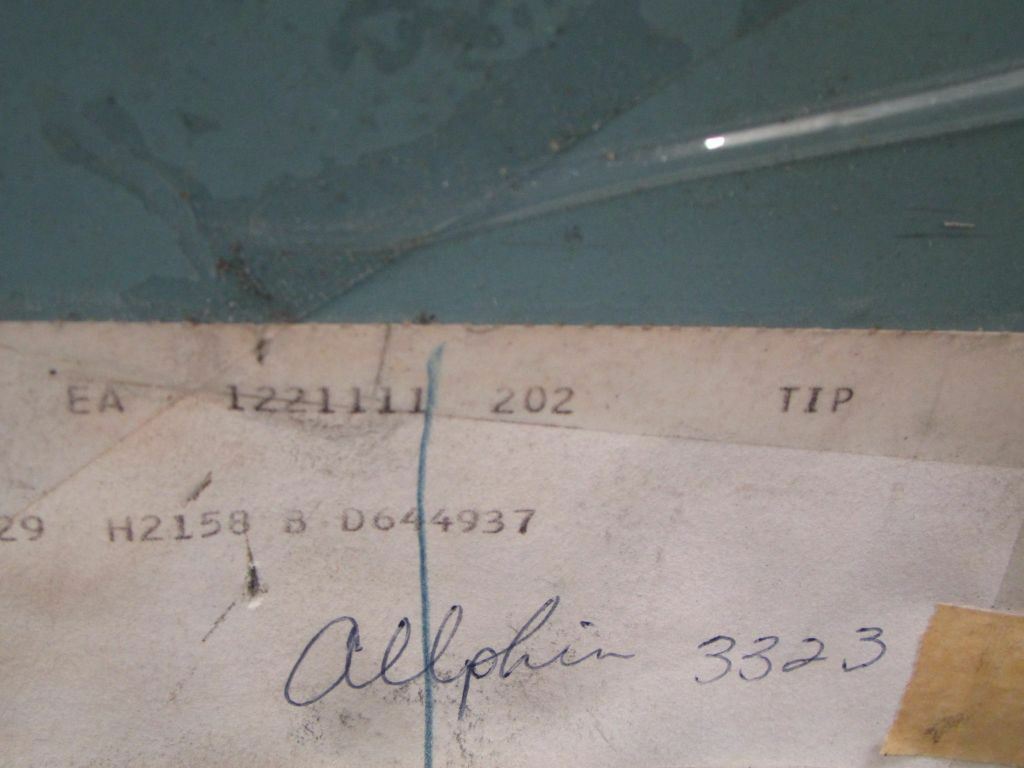 EA 1221111 202 TIP
29 H2158 B D644937
Allphin 3323